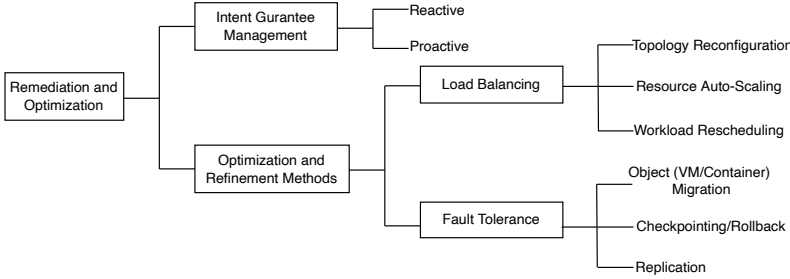 Remediation and
Optimization
Intent Gurantee
Management
Reactive
Proactive
Optimization and
Refinement Methods
Load Balancing
Topology Reconfiguration
Resource Auto-Scaling
Workload Rescheduling
Fault Tolerance
Object (VM/Container)
Migration
Checkpointing/Rollback
Replication